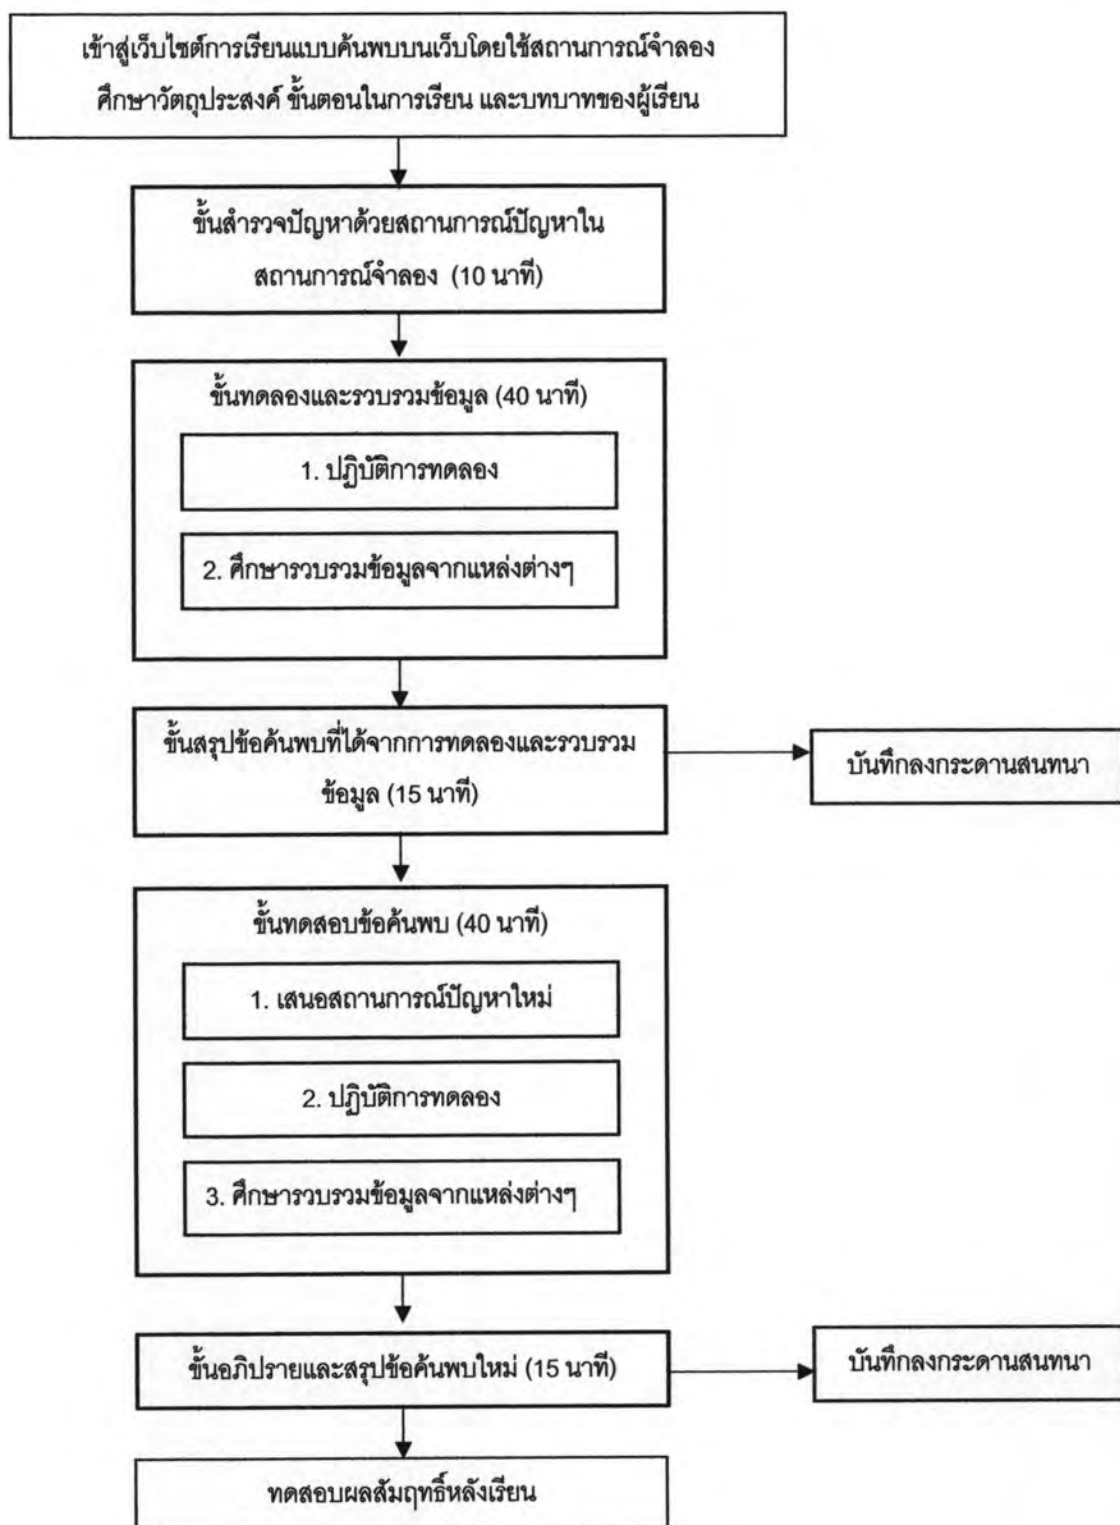 เข้าสู่เว็บไซต์การเรียนแบบค้นพบบนเว็บโดยใช้สถานการณ์จำลอง
ศึกษาวัตถุประสงค์ ขั้นตอนในการเรียน และบทบาทของผู้เรียน
ขั้นสำรวจปัญหาด้วยสถานการณ์ปัญหาใน
สถานการณ์จำลอง (10 นาที)
ขั้นทดลองและรวบรวมข้อมูล (40 นาที)
1. ปฏิบัติการทดลอง
2. ศึกษารวบรวมข้อมูลจากแหล่งต่างๆ
ขั้นสรุปข้อค้นพบที่ได้จากการทดลองและรวบรวม
ข้อมูล (15 นาที)
บันทึกลงกระดานสนทนา
ขั้นทดสอบข้อค้นพบ (40 นาที)
1. เสนอสถานการณ์ปัญหาใหม่
2. ปฏิบัติการทดลอง
3. ศึกษารวบรวมข้อมูลจากแหล่งต่างๆ
ขั้นอภิปรายและสรุปข้อค้นพบใหม่ (15 นาที)
บันทึกลงกระดานสนทนา
ทดสอบผลสัมฤทธิ์หลังเรียน